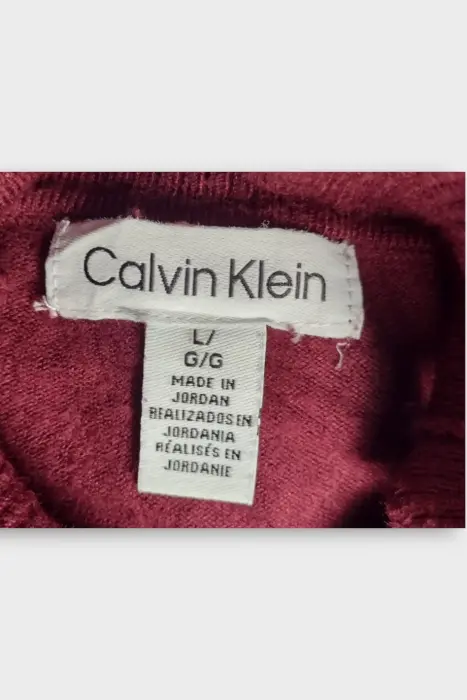 Calvin Klein
L/
G/G
MADE IN
JORDAN
REALIZADOS EN
JORDANIA
RÉALISÉS EN
JORDANIE